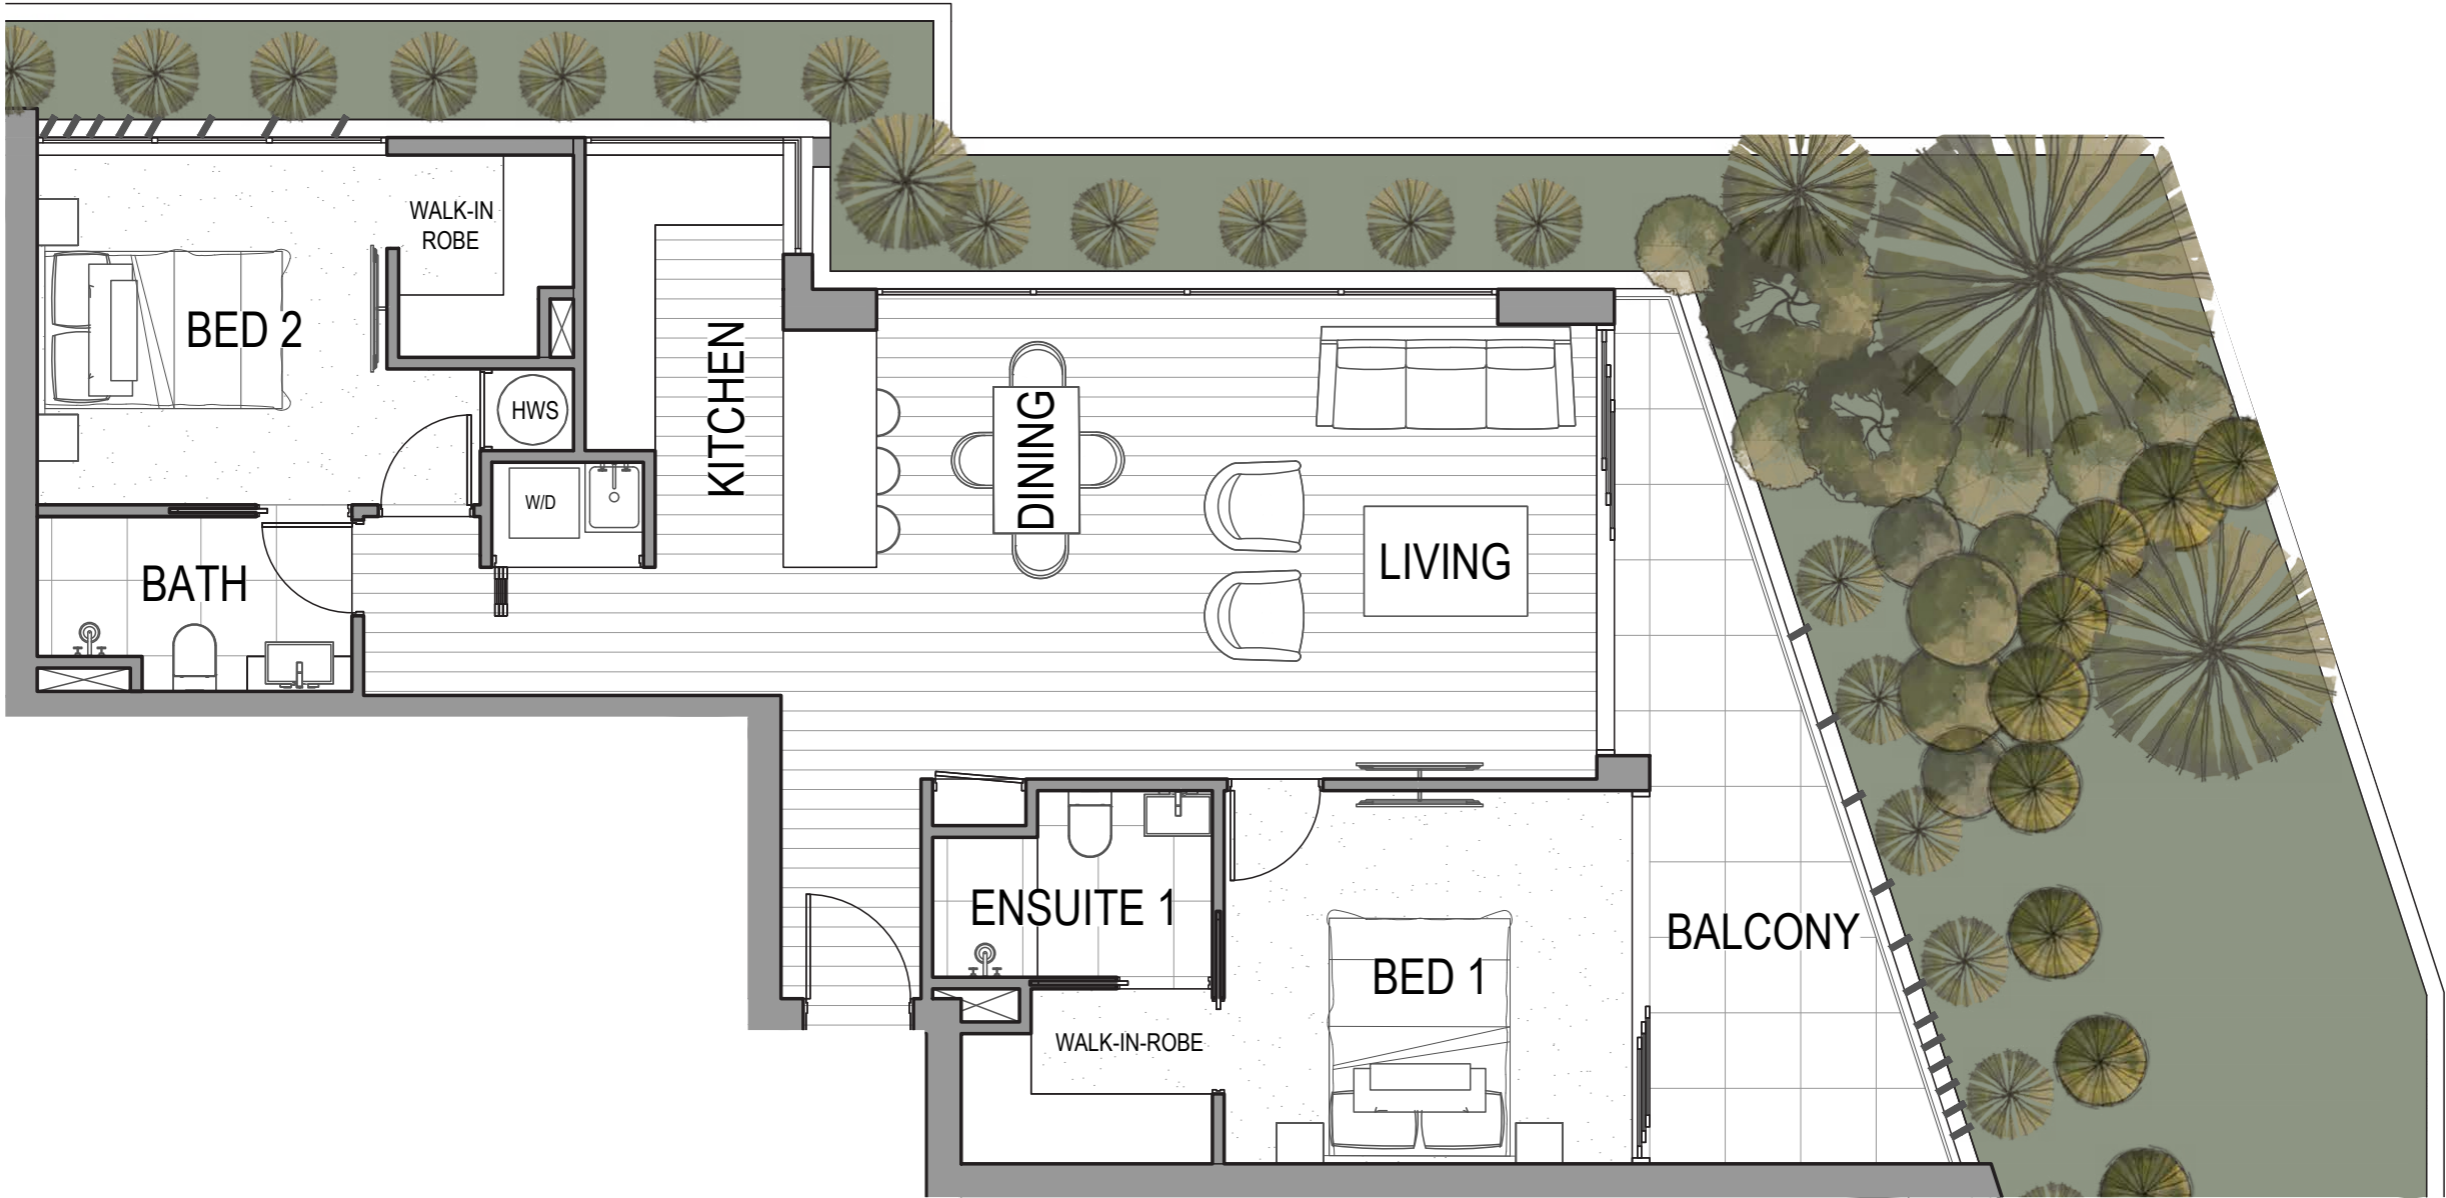 WALK-IN
ROBE
BED 2
KITCHEN
HWS
DINING
W/D
LIVING
BATH
ENSUITE 1
BALCONY
BED 1
WALK-IN-ROBE